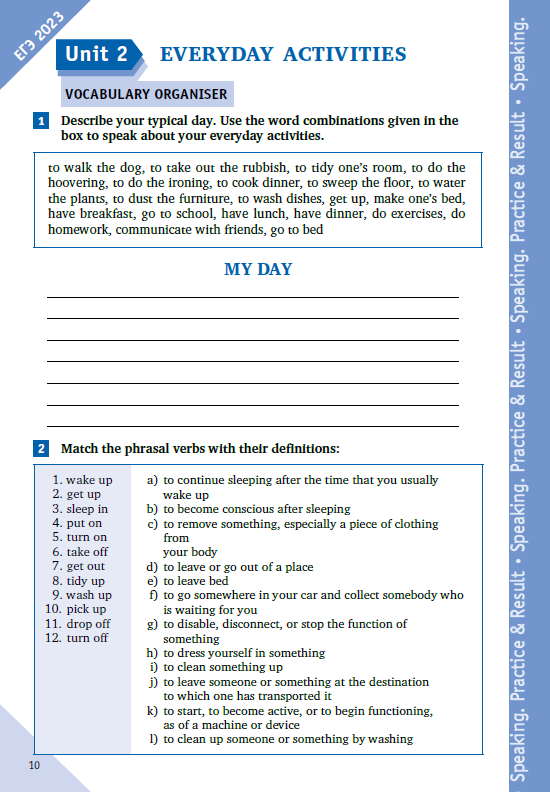 ЕГЭ 2023
Unit 2 EVERYDAY ACTIVITIES
VOCABULARY ORGANISER
1 Describe your typical day. Use the word combinations given in the
box to speak about your everyday activities.
to walk the dog, to take out the rubbish, to tidy one's room, to do the
hoovering, to do the ironing, to cook dinner, to sweep the floor, to water
the plants, to dust the furniture, to wash dishes, get up, make one's bed,
have breakfast, go to school, have lunch, have dinner, do exercises, do
homework, communicate with friends, go to bed
MY DAY
2 Match the phrasal verbs with their definitions:
1. wake up
2. get up
3. sleep in
4. put on
5. turn on
6. take off
7. get out
8. tidy up
9. wash up
10. pick up
11. drop off
12. turn off
a) to continue sleeping after the time that you usually
wake up
b) to become conscious after sleeping
c) to remove something, especially a piece of clothing
from
your body
d) to leave or go out of a place
e) to leave bed
f) to go somewhere in your car and collect somebody who
is waiting for you
g) to disable, disconnect, or stop the function of
something
h) to dress yourself in something
i) to clean something up
j) to leave someone or something at the destination
to which one has transported it
k) to start, to become active, or to begin functioning,
as of a machine or device
l) to clean up someone or something by washing
10
Speaking. Practice & Result • Speaking. Practice & Result • Speaking. Practice & Result • Speaking.